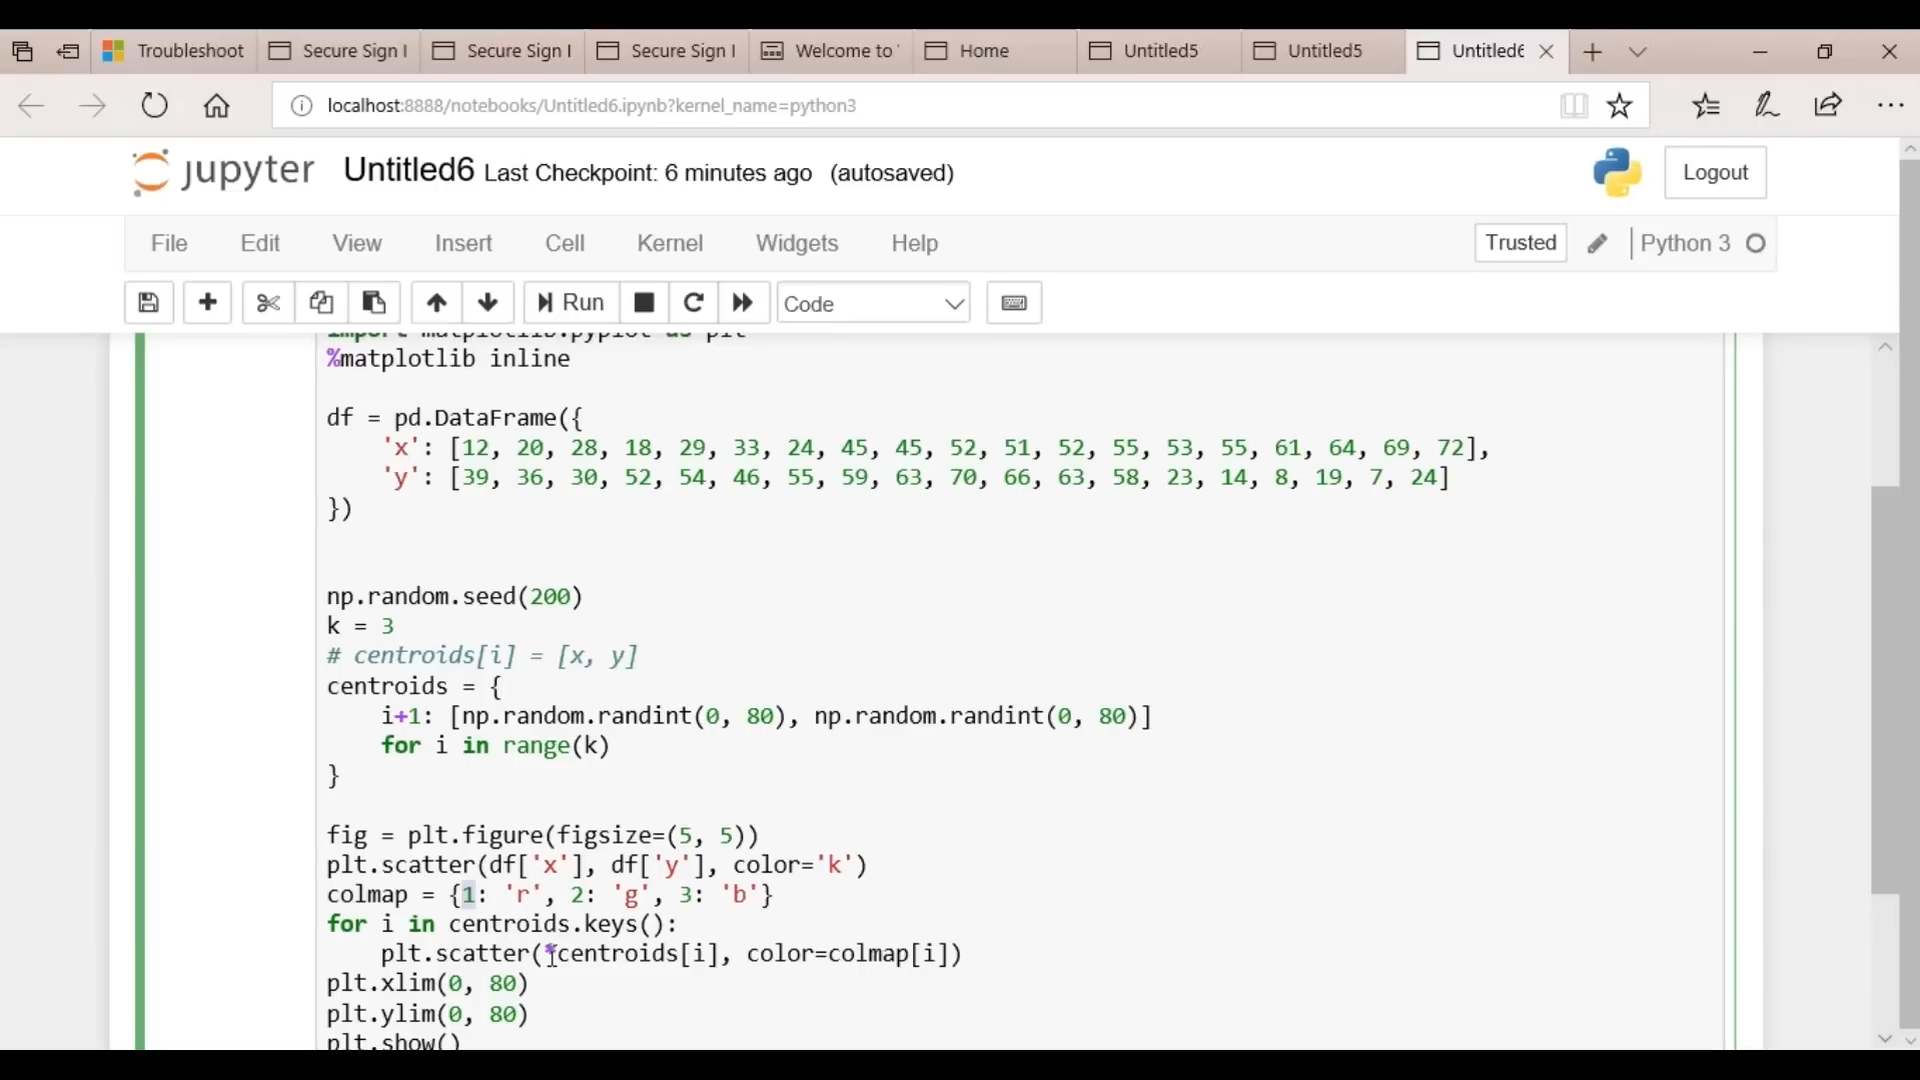 Troubleshoot
Secure Sign I
Secure Sign I
Secure Sign I
Welcome to
Home
Untitled5
Untitled5
Untitled6
localhost:8888/notebooks/Untitled6.ipynb?kernel_name=python3
jupyter
Untitled6 Last Checkpoint: 6 minutes ago (autosaved)
Logout
File Edit View Insert Cell Kernel Widgets Help
Trusted
Python 3
Run
Code
import matplotlib.pyplot as plt
%matplotlib inline
df = pd.DataFrame({
'x': [12, 20, 28, 18, 29, 33, 24, 45, 45, 52, 51, 52, 55, 53, 55, 61, 64, 69, 72],
'y': [39, 36, 30, 52, 54, 46, 55, 59, 63, 70, 66, 63, 58, 23, 14, 8, 19, 7, 24]
})
np.random.seed(200)
k = 3
# centroids[i] = [x, y]
centroids = {
i+1: [np.random.randint(0, 80), np.random.randint(0, 80)]
for i in range(k)
}
fig = plt.figure(figsize=(5, 5))
plt.scatter(df['x'], df['y'], color='k')
colmap = {1: 'r', 2: 'g', 3: 'b'}
for i in centroids.keys():
plt.scatter(*centroids[i], color=colmap[i])
plt.xlim(0, 80)
plt.ylim(0, 80)
plt.show()